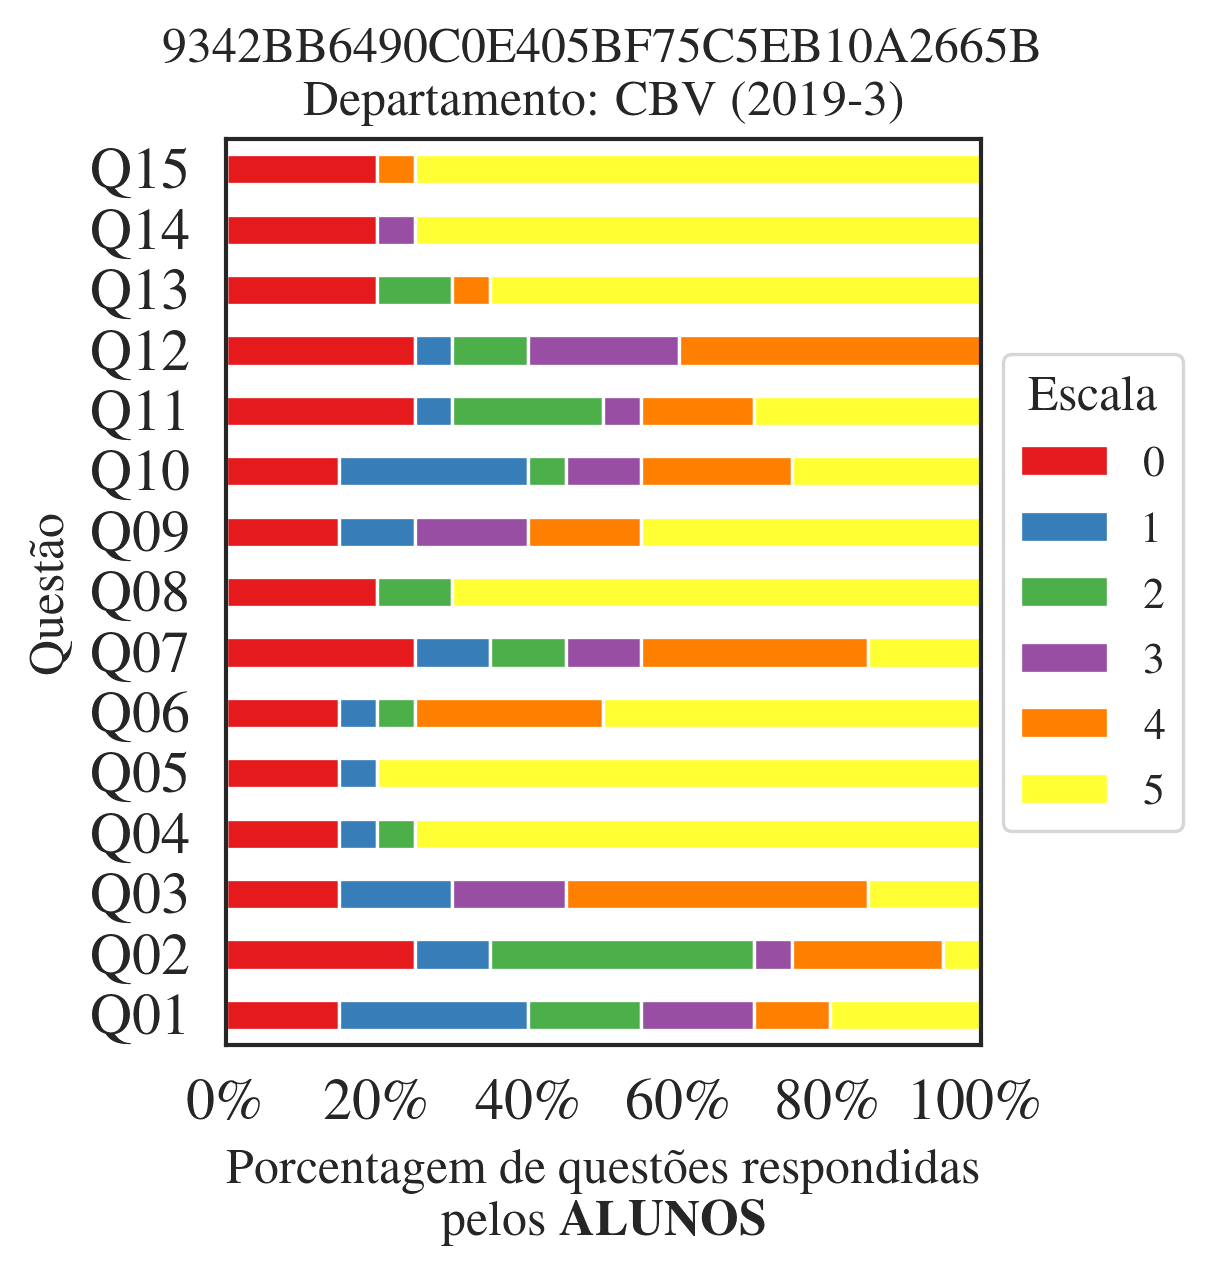 9342BB6490C0E405BF75C5EB10A2665B
Departamento: CBV (2019-3)
Questão
Q15
Q14
Q13
Q12
Q11
Q10
Q09
Q08
Q07
Q06
Q05
Q04
Q03
Q02
Q01
0% 20% 40% 60% 80% 100%
Porcentagem de questões respondidas
pelos ALUNOS
Escala
0
1
2
3
4
5